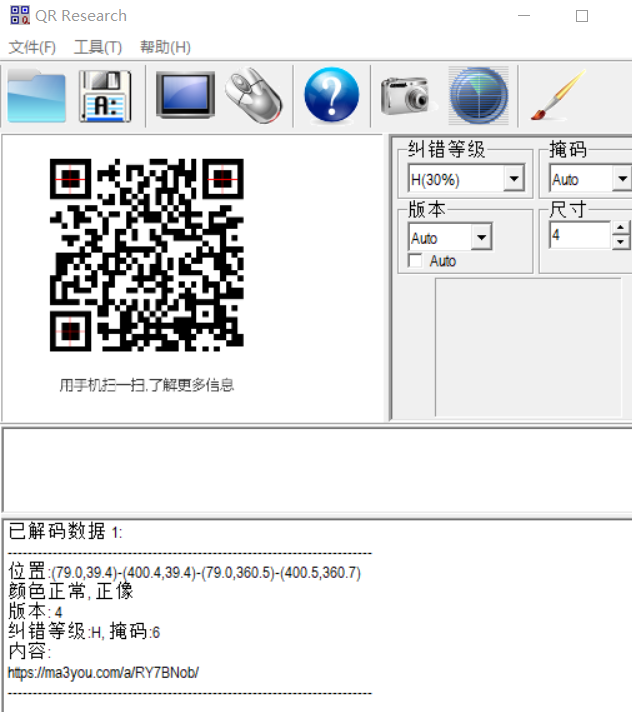 QR Research
文件(F) 工具(T) 帮助(H)
A:
纠错等级 掩码
H(30%) Auto
版本 尺寸
Auto 4
Auto
用手机扫一扫,了解更多信息
已解码数据 1:
---------------------------------------------------------------------------
位置:(79.0,39.4)-(400.4,39.4)-(79.0,360.5)-(400.5,360.7)
颜色正常, 正像
版本: 4
纠错等级:H, 掩码:6
内容:
https://ma3you.com/a/RY7BNob/
---------------------------------------------------------------------------